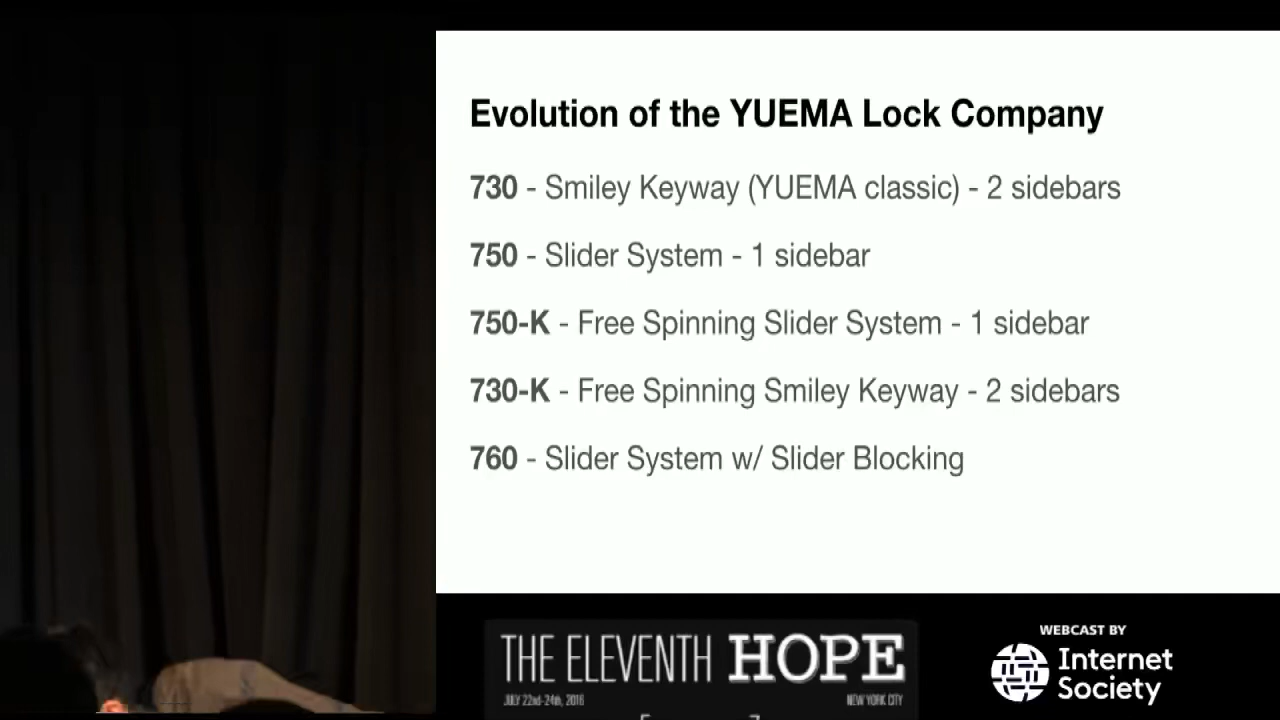 Evolution of the YUEMA Lock Company
730 - Smiley Keyway (YUEMA classic) - 2 sidebars
750 - Slider System - 1 sidebar
750-K - Free Spinning Slider System - 1 sidebar
730-K - Free Spinning Smiley Keyway - 2 sidebars
760 - Slider System w/ Slider Blocking
THE ELEVENTH HOPE
JULY 22nd-24th, 2016 NEW YORK CITY
WEBCAST BY
Internet
Society